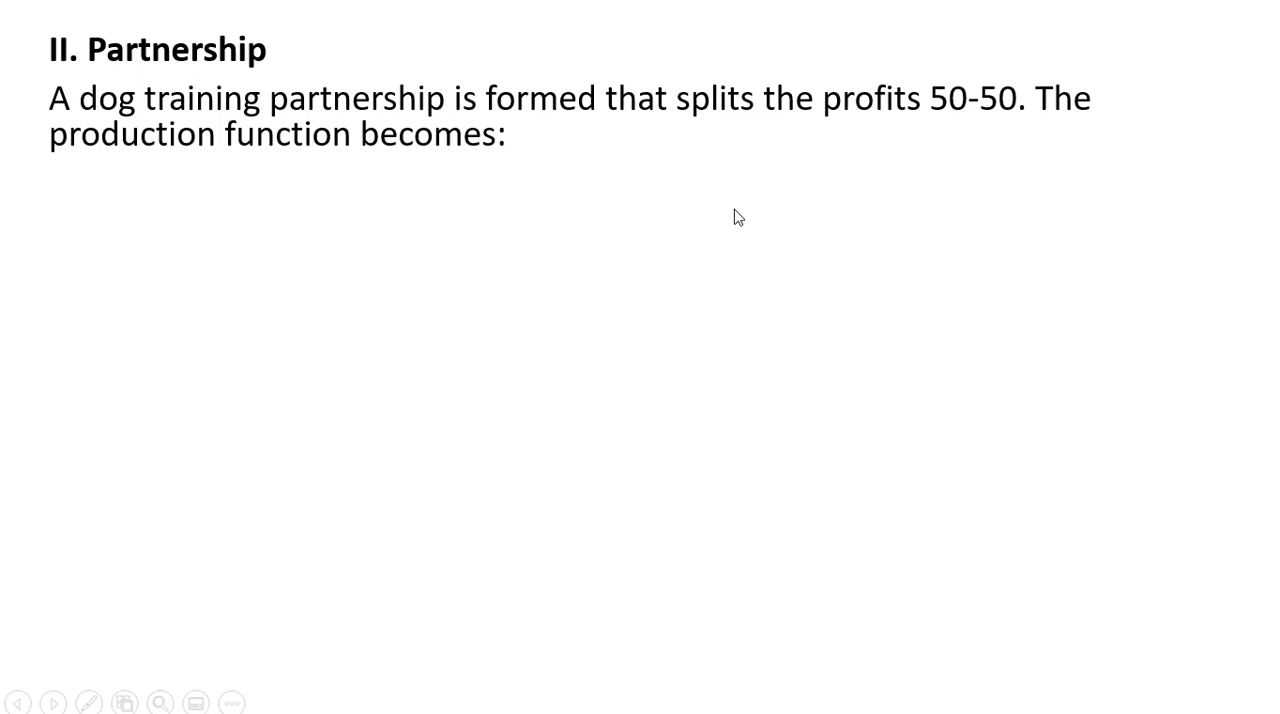 II. Partnership
A dog training partnership is formed that splits the profits 50-50. The
production function becomes: